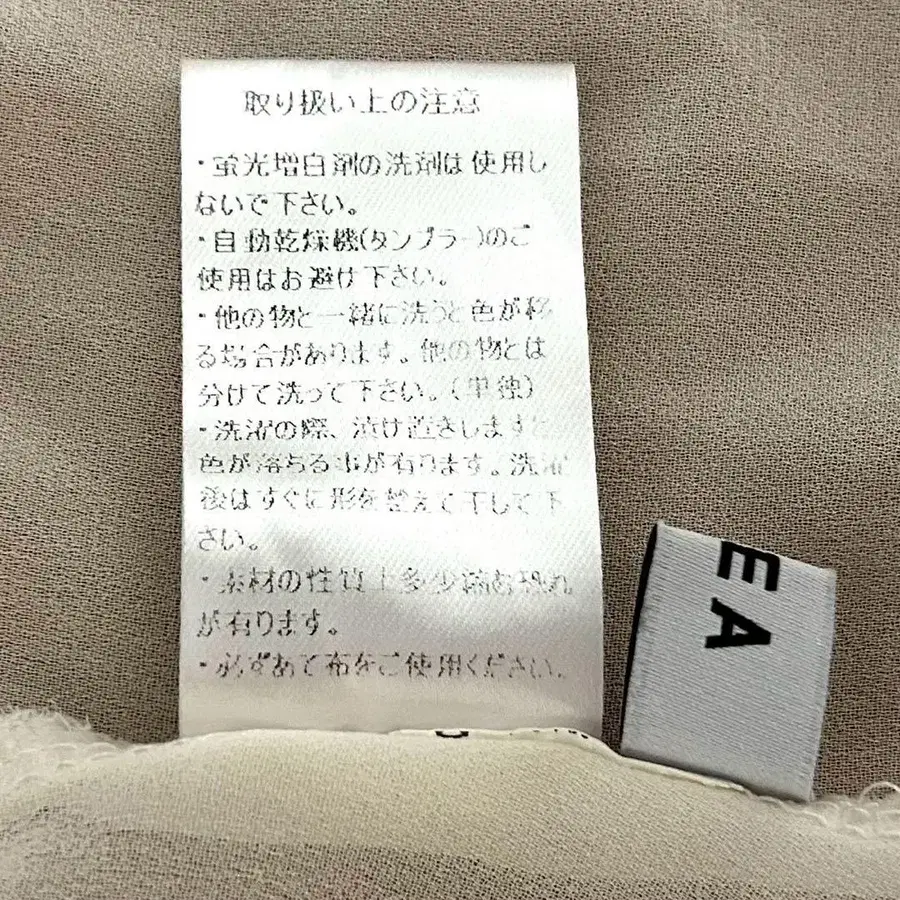 取り扱い上の注意
・蛍光増白剤の洗剤は使用し
ないで下さい。
・自動乾燥機(タンブラー)のご
使用はお避け下さい。
・他の物と一緒に洗うと色が移
る場合があります。他の物とは
分けて洗って下さい。(単独)
・洗濯の際、漬け置きしますと
色が落ちる事が有ります。洗濯
後はすぐに形を整えて干して下
さい。
・素材の性質上多少縮む恐れ
が有ります。
・必ずあて布をご使用ください。
EA